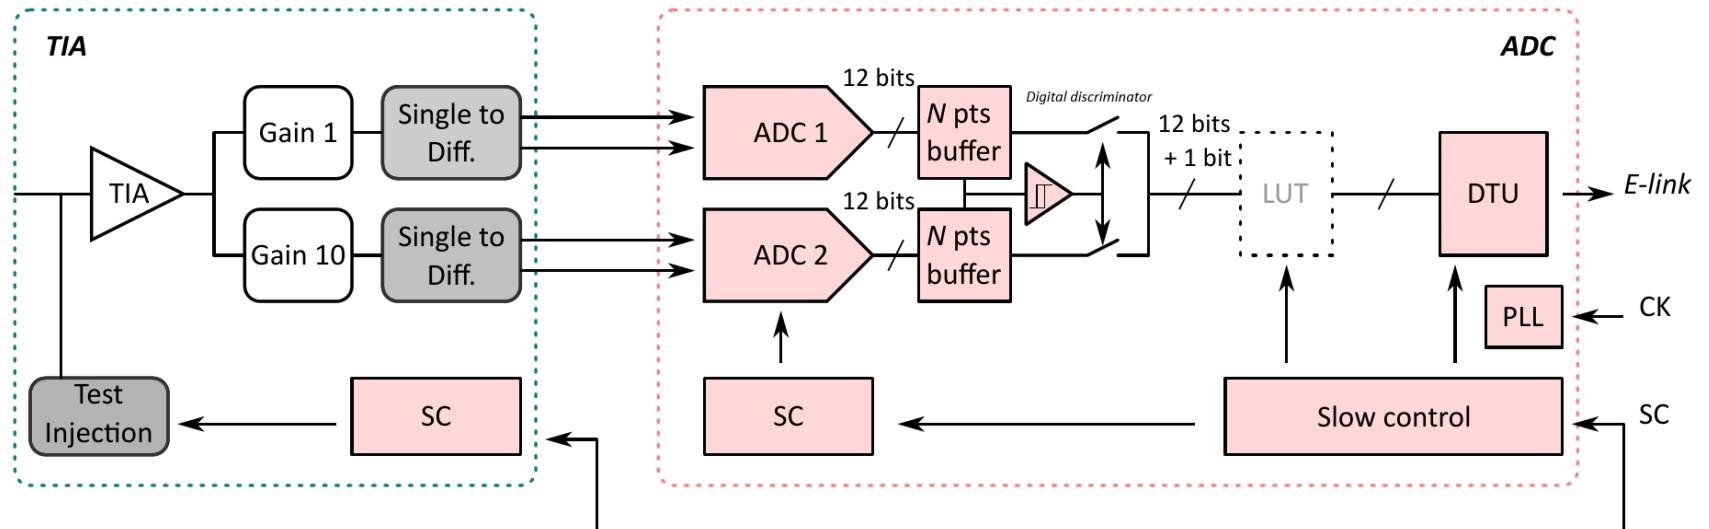 TIA
ADC
12 bits
Digital discriminator
Gain 1
Single to
Diff.
ADC 1
N pts
buffer
12 bits
+ 1 bit
TIA
LUT
DTU
E-link
12 bits
Gain 10
Single to
Diff.
ADC 2
N pts
buffer
PLL
CK
Test
Injection
SC
SC
Slow control
SC